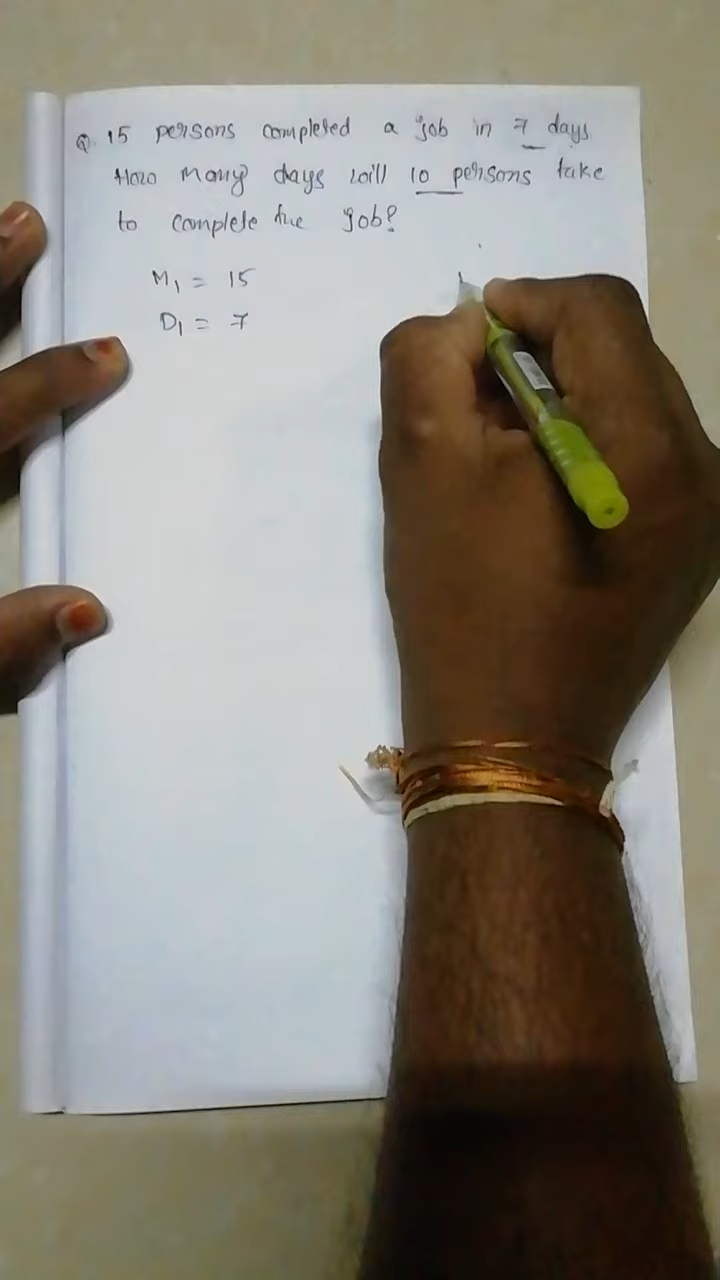 Q. 15 persons completed a job in 7 days
How many days will 10 persons take
to complete the job?
M1 = 15
D1 = 7